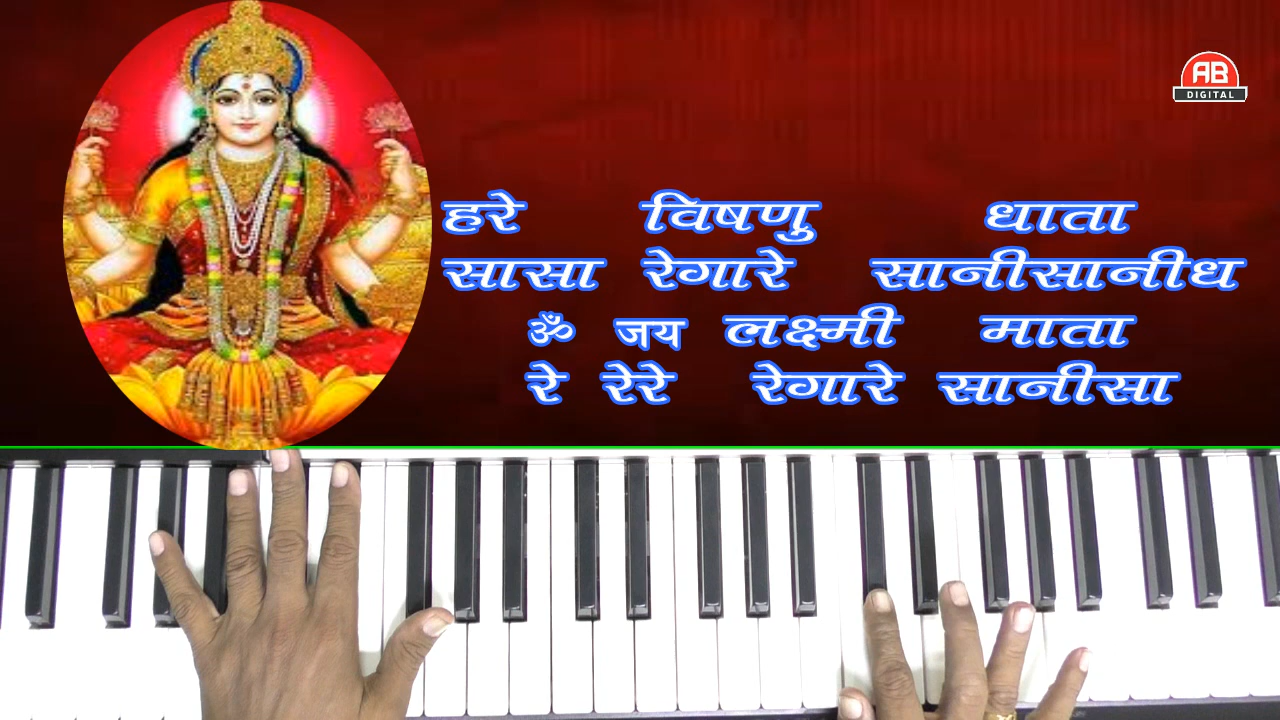 AB
DIGITAL
हरे विषणु धाता
सासा रेगारे सानीसानीध
ॐ जय लक्ष्मी माता
रे रेरे रेगारे सानीसा